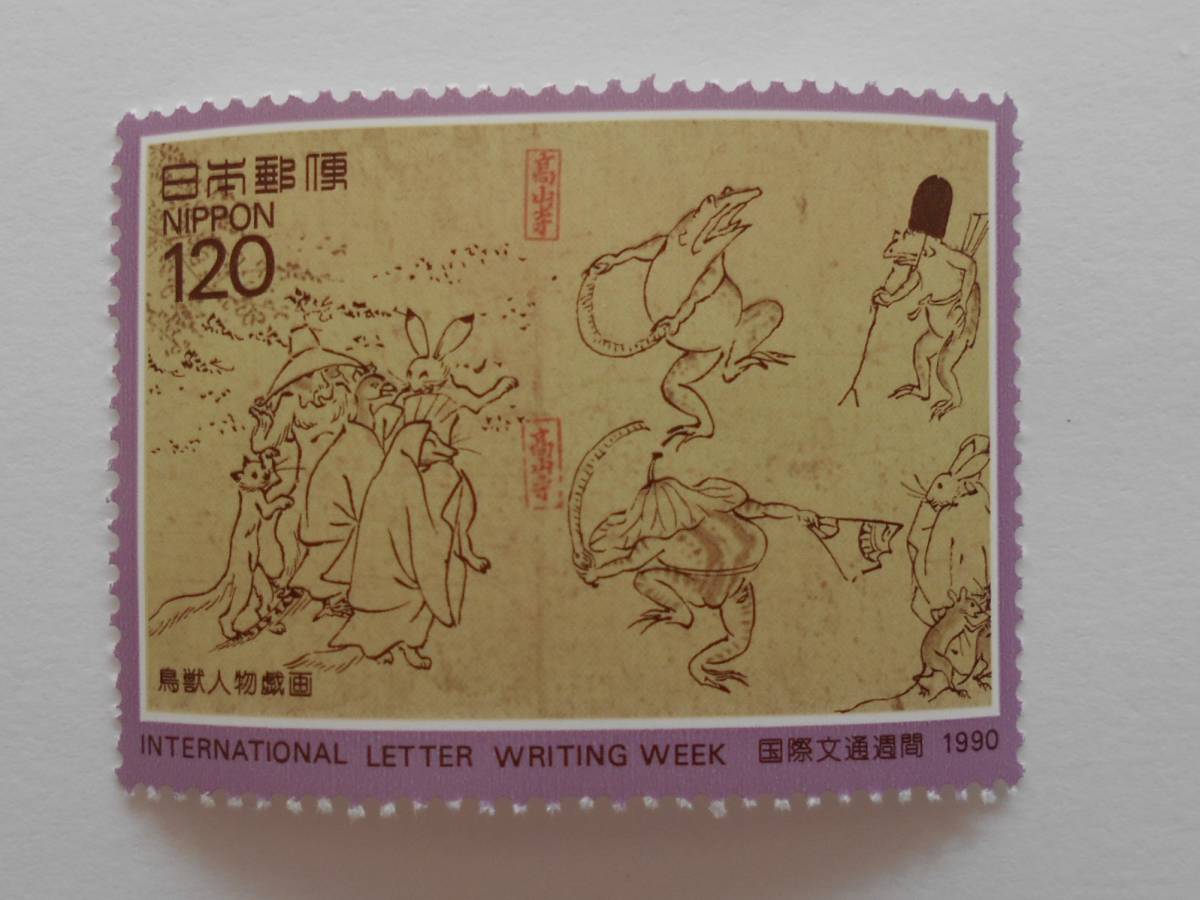 日本郵便
NIPPON
120
高山寺
高山寺
鳥獣人物戯画
INTERNATIONAL LETTER WRITING WEEK 国際文通週間 1990